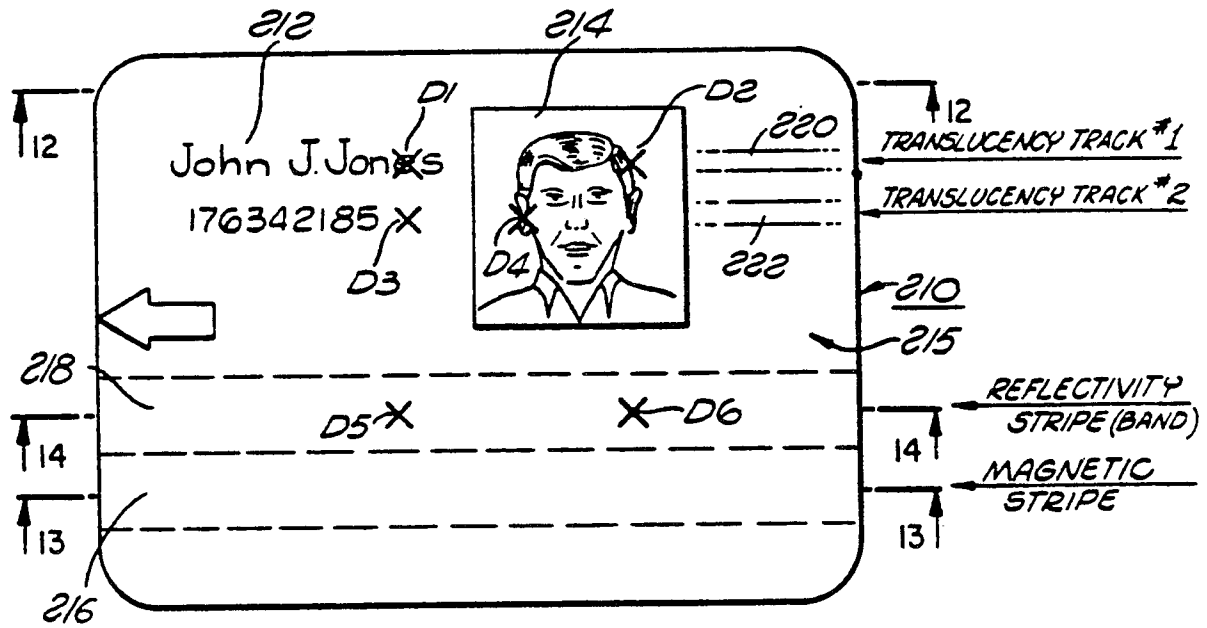 212
214
D1
D2
12
12
220
TRANSLUCENCY TRACK #1
John J. Jones
176342185
TRANSLUCENCY TRACK #2
D3
D4
222
210
215
218
REFLECTIVITY
STRIPE (BAND)
D5
D6
14
14
MAGNETIC
STRIPE
13
13
216